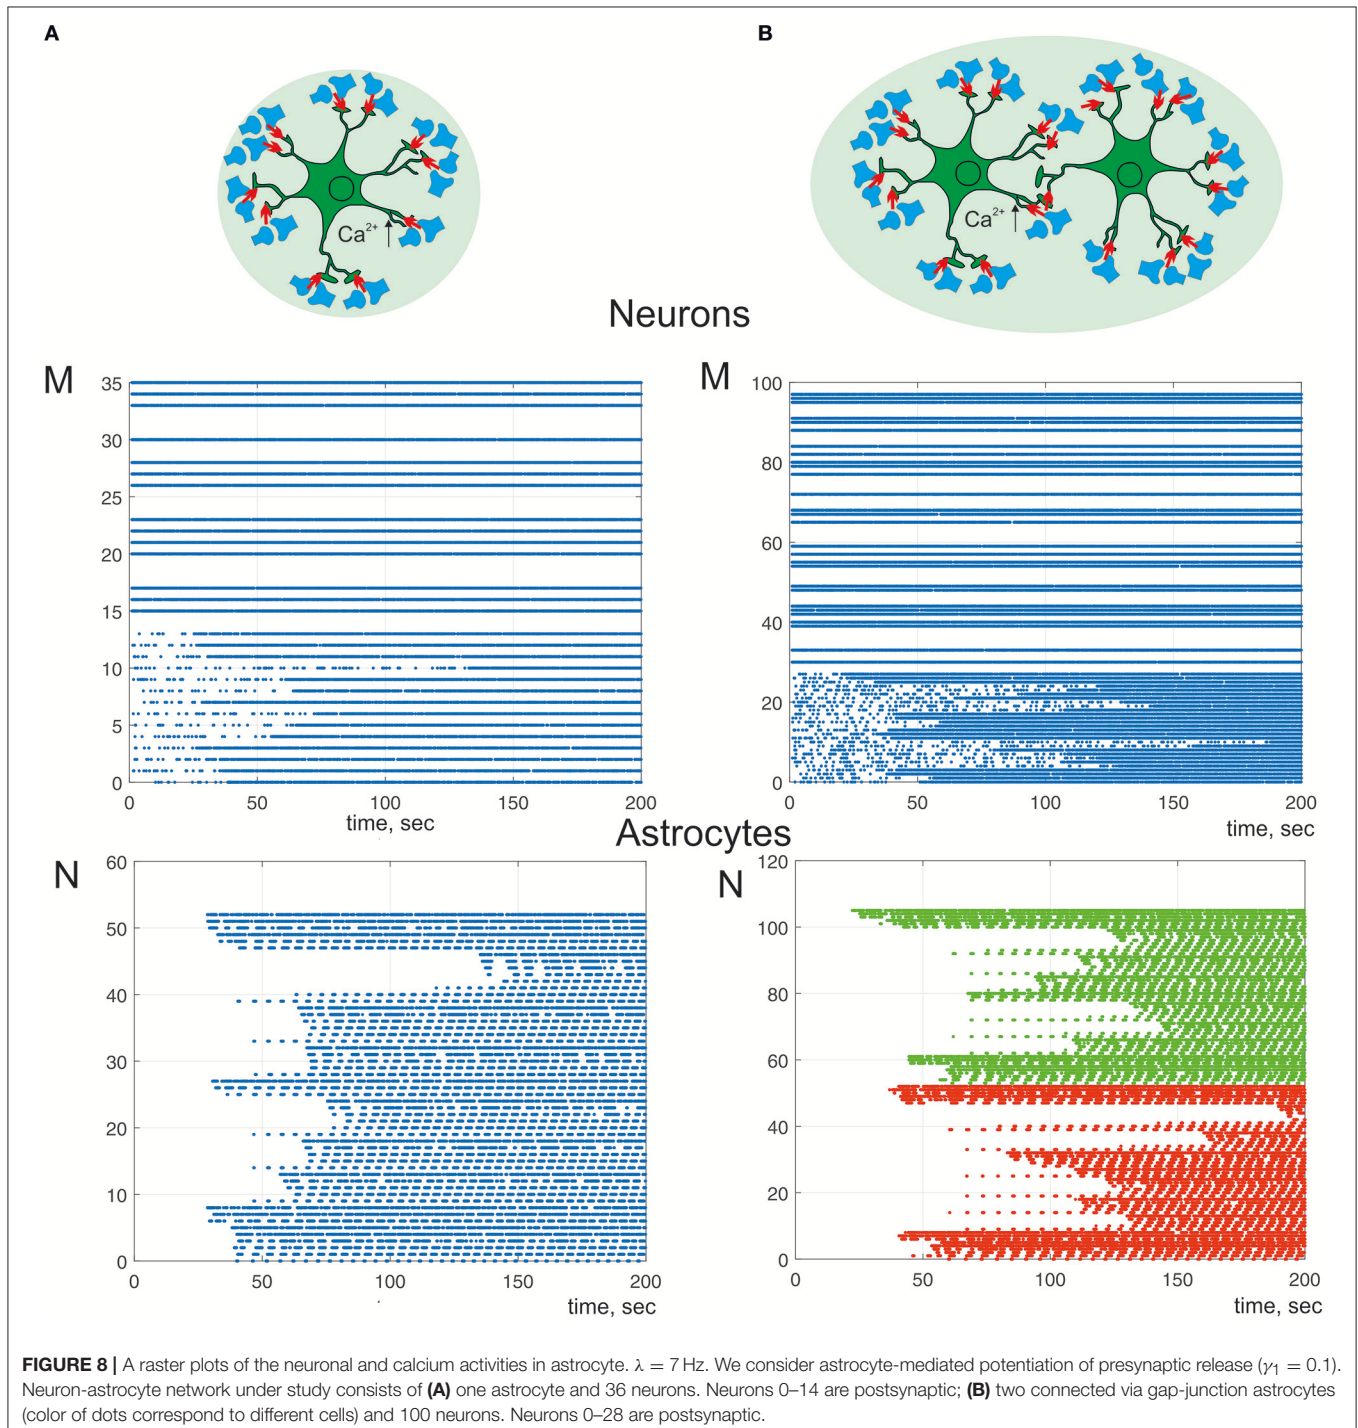 A
B
Ca2+
Ca2+
Neurons
M
35
30
25
20
15
10
5
0
0 50 100 150 200
time, sec
M
100
80
60
40
20
0
0 50 100 150 200
time, sec
Astrocytes
N
60
50
40
30
20
10
0
0 50 100 150 200
time, sec
N
120
100
80
60
40
20
0
0 50 100 150 200
time, sec
FIGURE 8 | A raster plots of the neuronal and calcium activities in astrocyte. λ = 7 Hz. We consider astrocyte-mediated potentiation of presynaptic release (γ1 = 0.1).
Neuron-astrocyte network under study consists of (A) one astrocyte and 36 neurons. Neurons 0–14 are postsynaptic; (B) two connected via gap-junction astrocytes
(color of dots correspond to different cells) and 100 neurons. Neurons 0–28 are postsynaptic.